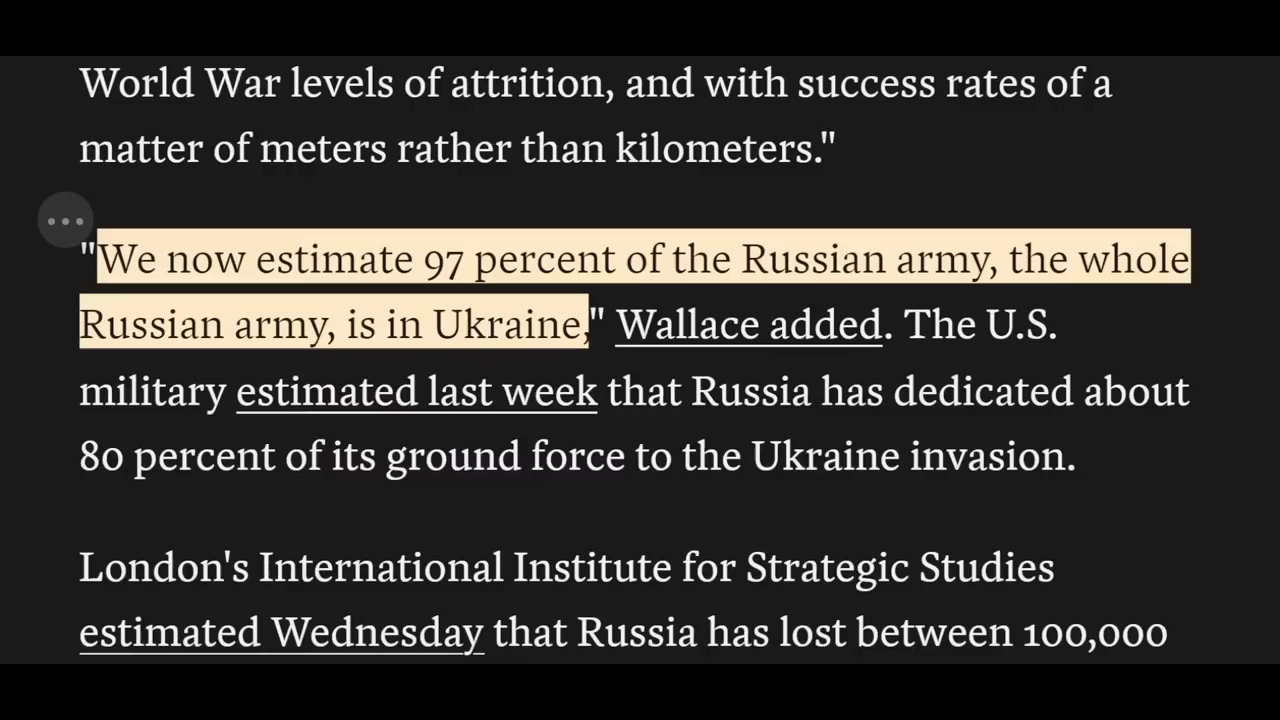 World War levels of attrition, and with success rates of a
matter of meters rather than kilometers."
"We now estimate 97 percent of the Russian army, the whole
Russian army, is in Ukraine," Wallace added. The U.S.
military estimated last week that Russia has dedicated about
80 percent of its ground force to the Ukraine invasion.
London's International Institute for Strategic Studies
estimated Wednesday that Russia has lost between 100,000